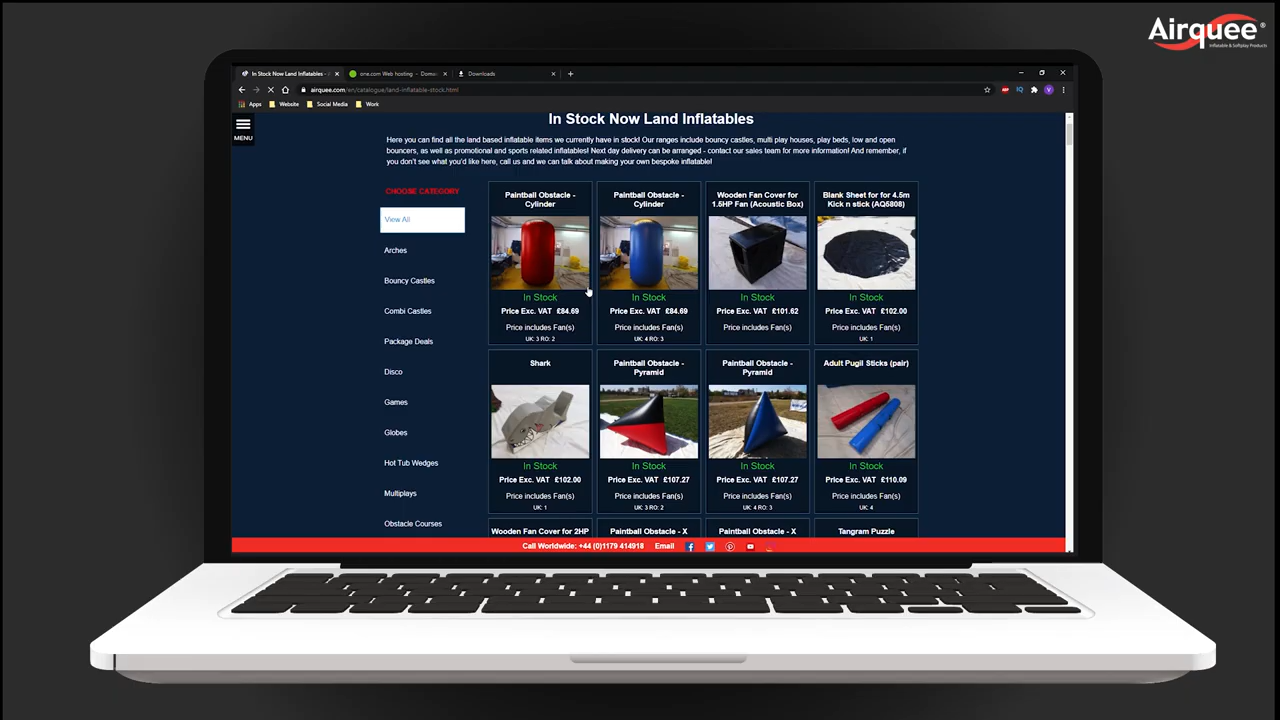 Airquee®
Inflatable & Softplay Products
In Stock Now Land Inflatables -
one.com Web hosting - Domai
Downloads
airquee.com/en/catalogue/land-inflatable-stock.html
Apps Website Social Media Work
MENU
In Stock Now Land Inflatables
Here you can find all the land based inflatable items we currently have in stock! Our ranges include bouncy castles, multi play houses, play beds, low and open
bouncers, as well as promotional and sports related inflatables! Next day delivery can be arranged - contact our sales team for more information! And remember, if
you don't see what you'd like here, call us and we can talk about making your own bespoke inflatable!
CHOOSE CATEGORY
View All
Arches
Bouncy Castles
Combi Castles
Package Deals
Disco
Games
Globes
Hot Tub Wedges
Multiplays
Obstacle Courses
Paintball Obstacle -
Cylinder
In Stock
Price Exc. VAT £84.69
Price includes Fan(s)
UK: 3 RO: 2
Paintball Obstacle -
Cylinder
In Stock
Price Exc. VAT £84.69
Price includes Fan(s)
UK: 4 RO: 3
Wooden Fan Cover for
1.5HP Fan (Acoustic Box)
In Stock
Price Exc. VAT £101.62
Price includes Fan(s)
Blank Sheet for for 4.5m
Kick n stick (AQ5808)
In Stock
Price Exc. VAT £102.00
Price includes Fan(s)
UK: 1
Shark
In Stock
Price Exc. VAT £102.00
Price includes Fan(s)
UK: 1
Paintball Obstacle -
Pyramid
In Stock
Price Exc. VAT £107.27
Price includes Fan(s)
UK: 3 RO: 2
Paintball Obstacle -
Pyramid
In Stock
Price Exc. VAT £107.27
Price includes Fan(s)
UK: 4 RO: 3
Adult Pugil Sticks (pair)
In Stock
Price Exc. VAT £110.09
Price includes Fan(s)
UK: 4
Wooden Fan Cover for 2HP
Paintball Obstacle - X
Paintball Obstacle - X
Tangram Puzzle
Call Worldwide: +44 (0)1179 414918 Email